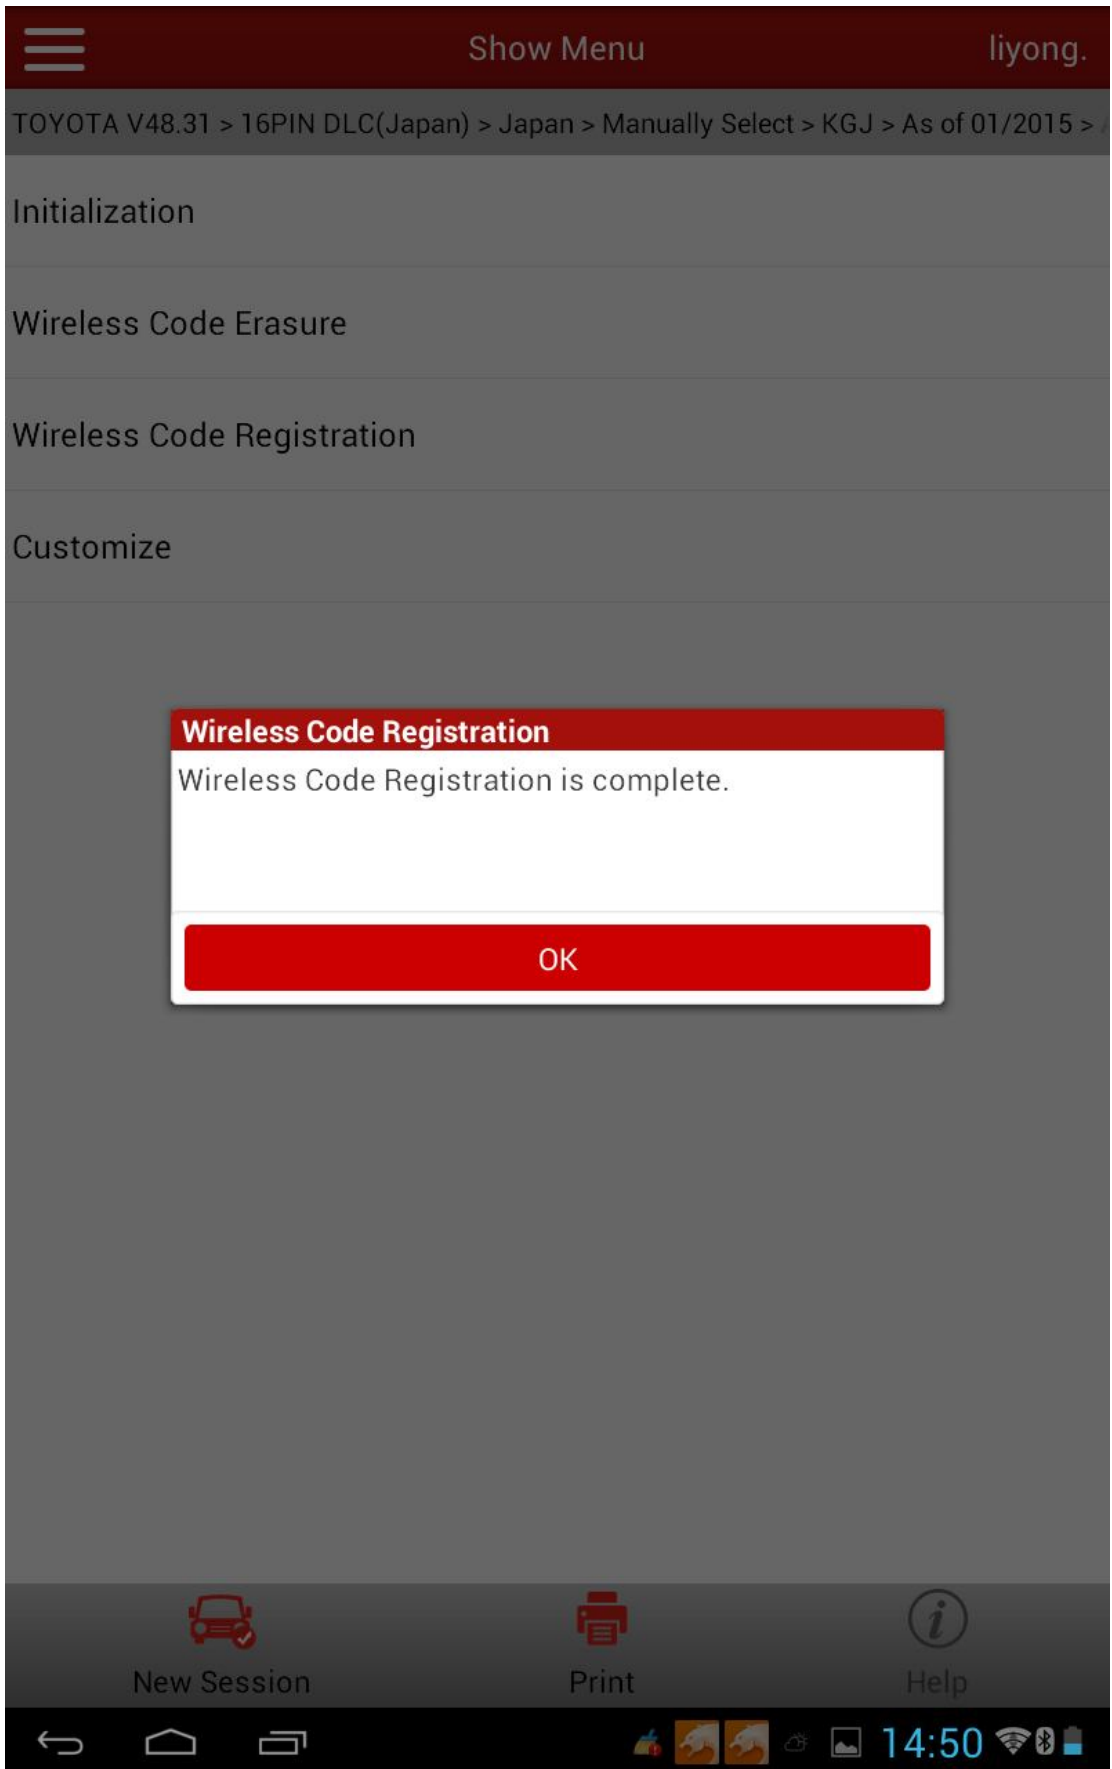 Show Menu
liyong.
TOYOTA V48.31 > 16PIN DLC(Japan) > Japan > Manually Select > KGJ > As of 01/2015 >
Initialization
Wireless Code Erasure
Wireless Code Registration
Customize
Wireless Code Registration
Wireless Code Registration is complete.
OK
New Session
Print
Help
14:50